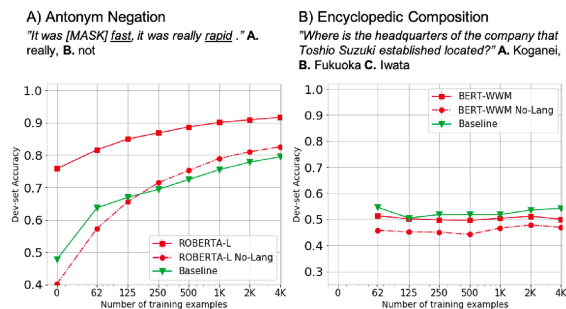 A) Antonym Negation
"It was [MASK] fast, it was really rapid ." A.
really, B. not
1.0
0.9
0.8
0.7
0.6
0.5
0.4
Dev-set Accuracy
ROBERTA-L
ROBERTA-L No-Lang
Baseline
0 62 125 250 500 1K 2K 4K
Number of training examples
B) Encyclopedic Composition
"Where is the headquarters of the company that
Toshio Suzuki established located?" A. Koganei,
B. Fukuoka C. Iwata
1.0
0.9
0.8
0.7
0.6
0.5
0.4
0.3
Dev-set Accuracy
BERT-WWM
BERT-WWM No-Lang
Baseline
0 62 125 250 500 1K 2K 4K
Number of training examples